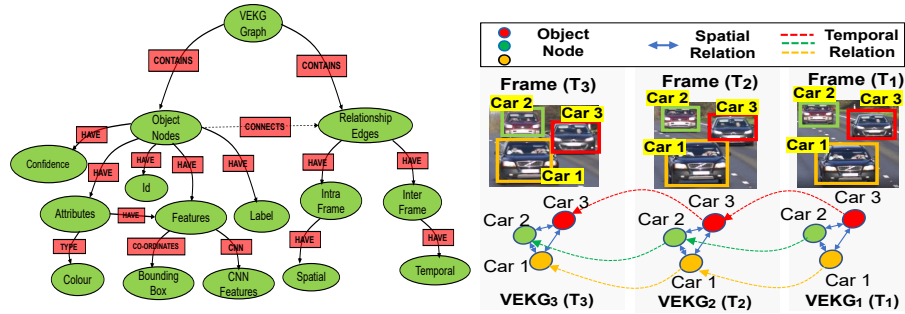 VEKG
Graph
CONTAINS
CONTAINS
Object
Nodes
CONNECTS
Relationship
Edges
HAVE
HAVE
HAVE
HAVE
HAVE
HAVE
Confidence
Id
Label
Intra
Frame
Inter
Frame
Attributes
HAVE
Features
TYPE
CO-ORDINATES
CNN
HAVE
HAVE
Colour
Bounding
Box
CNN
Features
Spatial
Temporal
Object
Node
Spatial
Relation
Temporal
Relation
Frame (T3)
Car 2
Car 3
Car 1
Frame (T2)
Car 2
Car 3
Car 1
Frame (T1)
Car 2
Car 3
Car 1
Car 3
Car 2
Car 1
VEKG3 (T3)
Car 3
Car 2
Car 1
VEKG2 (T2)
Car 3
Car 2
Car 1
VEKG1 (T1)